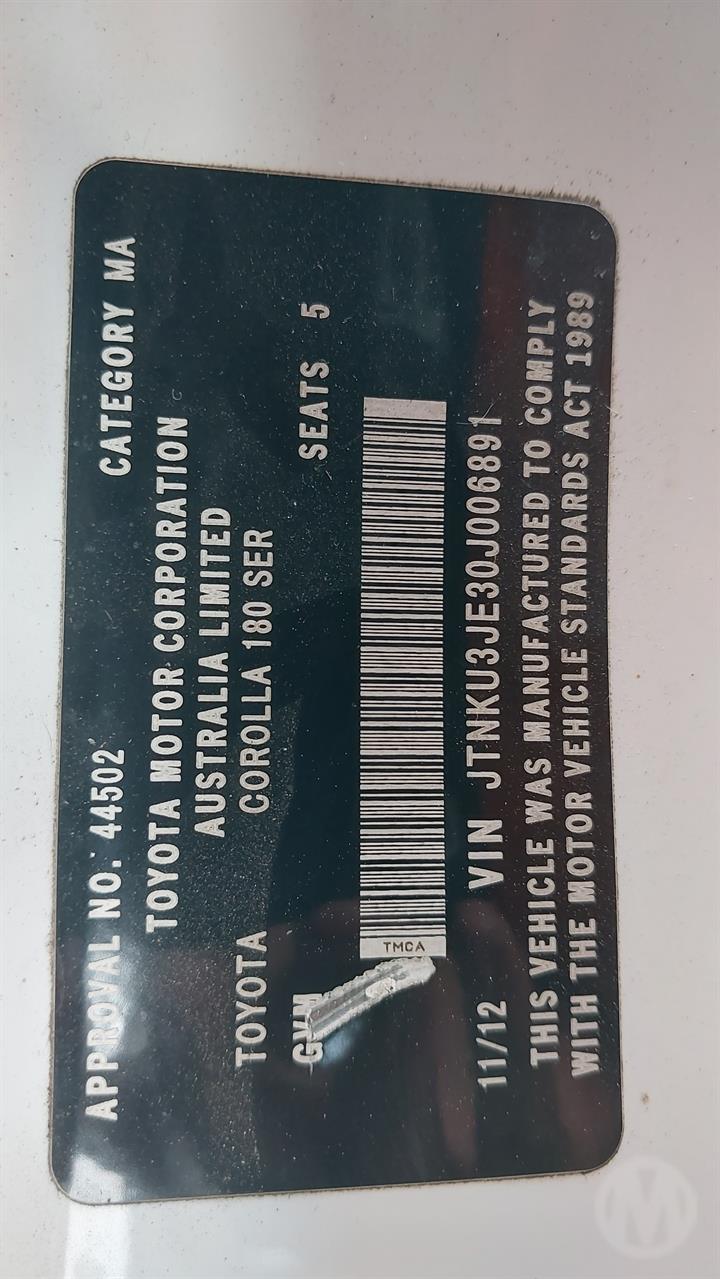 APPROVAL NO. 44502 CATEGORY MA
TOYOTA MOTOR CORPORATION
AUSTRALIA LIMITED
TOYOTA COROLLA 180 SER
GVM SEATS 5
TMCA
11/12 VIN JTNKU3JE30J006891
THIS VEHICLE WAS MANUFACTURED TO COMPLY
WITH THE MOTOR VEHICLE STANDARDS ACT 1989
M